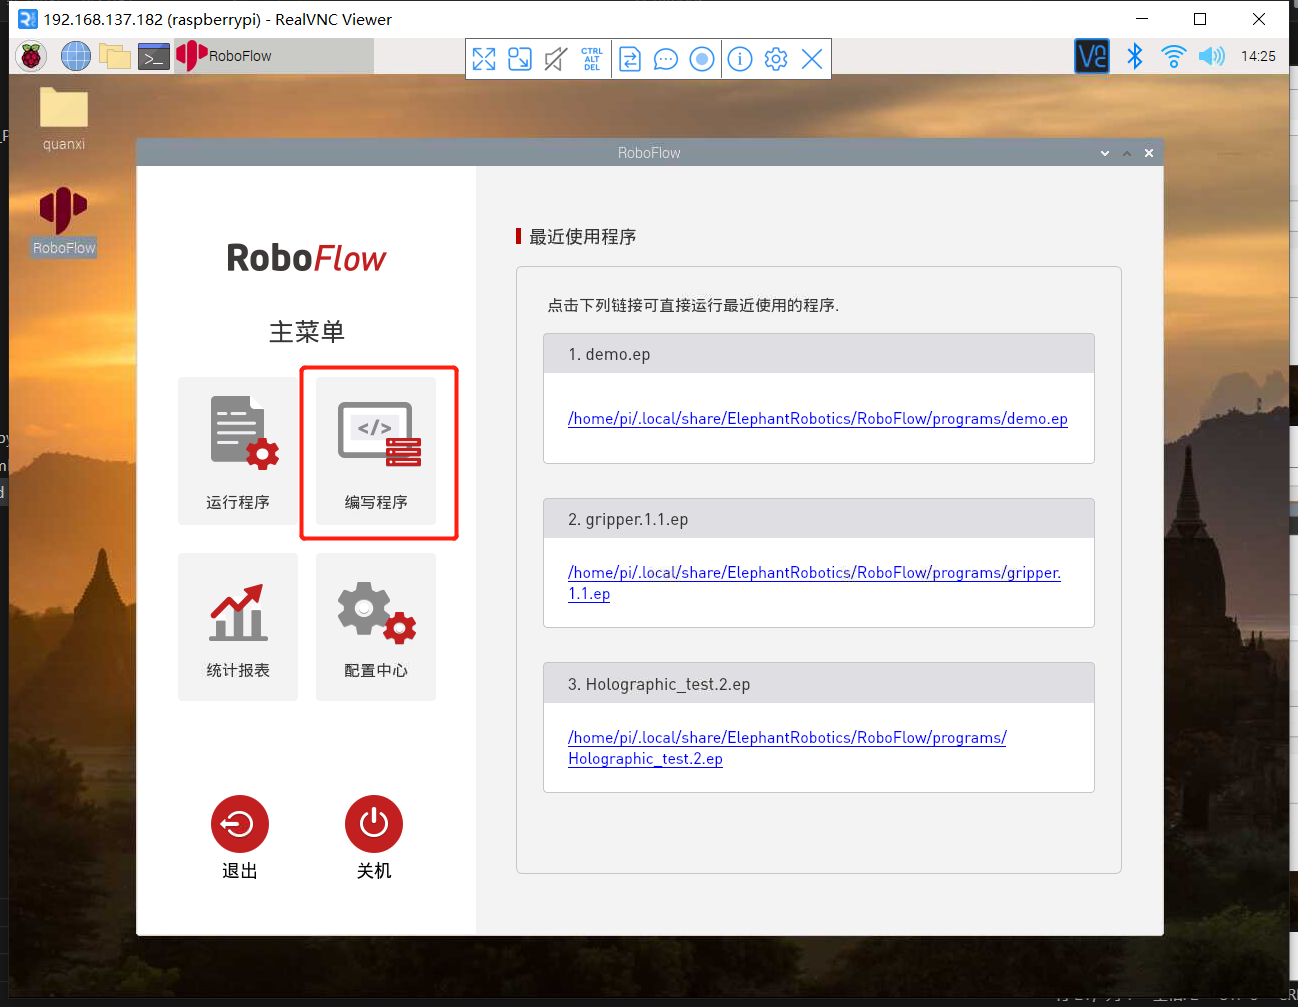 192.168.137.182 (raspberrypi) - RealVNC Viewer
RoboFlow
CTRL
ALT
DEL
14:25
quanxi
RoboFlow
RoboFlow
RoboFlow
主菜单
运行程序
编写程序
统计报表
配置中心
退出
关机
最近使用程序
点击下列链接可直接运行最近使用的程序.
1. demo.ep
/home/pi/.local/share/ElephantRobotics/RoboFlow/programs/demo.ep
2. gripper.1.1.ep
/home/pi/.local/share/ElephantRobotics/RoboFlow/programs/gripper.
1.1.ep
3. Holographic_test.2.ep
/home/pi/.local/share/ElephantRobotics/RoboFlow/programs/
Holographic_test.2.ep